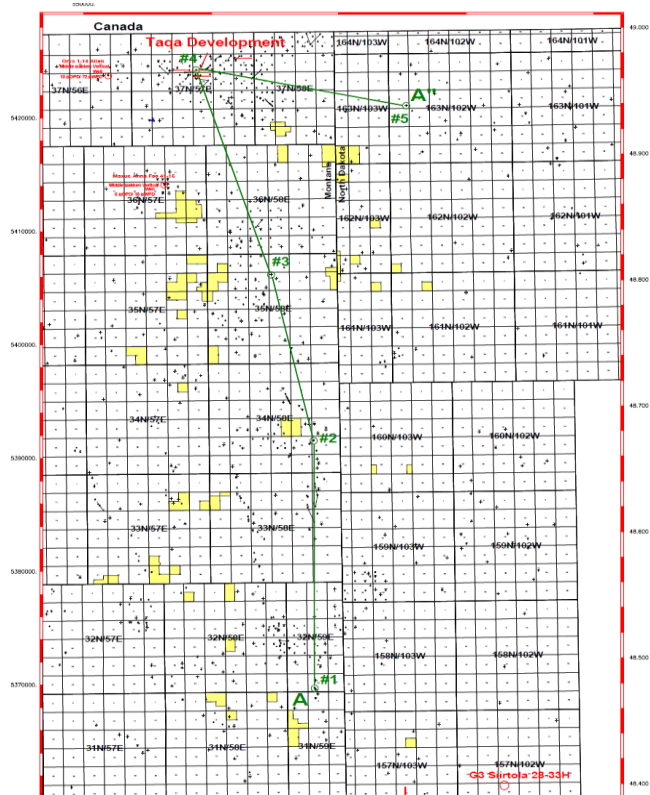 Canada
49.000
Taqa Development
164N/103W
164N/102W
164N/101W
#4
37N/56E
37N/57E
37N/58E
A"
163N/103W
163N/102W
163N/101W
#5
5420000.
48.900
Montana
North Dakota
36N/57E
36N/58E
162N/103W
162N/102W
162N/101W
5410000.
#3
48.800
35N/57E
35N/58E
161N/103W
161N/102W
161N/101W
5400000.
48.700
34N/57E
34N/58E
#2
160N/103W
160N/102W
5390000.
48.600
33N/57E
33N/58E
159N/103W
159N/102W
5380000.
48.500
32N/57E
32N/58E
32N/59E
158N/103W
158N/102W
#1
A
5370000.
31N/57E
31N/58E
31N/59E
157N/103W
157N/102W
G3 Siirtola 28-33H
48.400